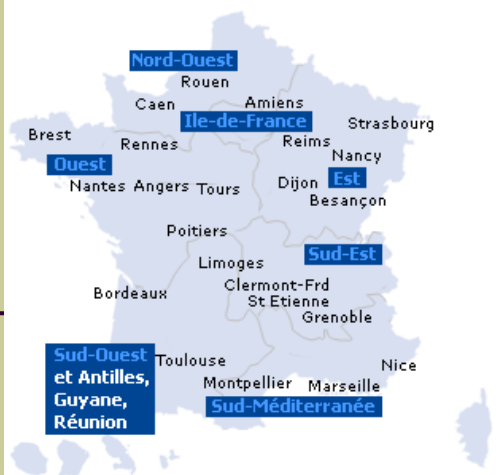 Nord-Ouest
Rouen
Caen
Amiens
Ile-de-France
Strasbourg
Brest
Rennes
Reims
Nancy
Ouest
Nantes Angers Tours
Dijon
Est
Besançon
Poitiers
Sud-Est
Limoges
Clermont-Frd
St Etienne
Bordeaux
Grenoble
Sud-Ouest
et Antilles,
Guyane,
Réunion
Toulouse
Nice
Montpellier
Marseille
Sud-Méditerranée